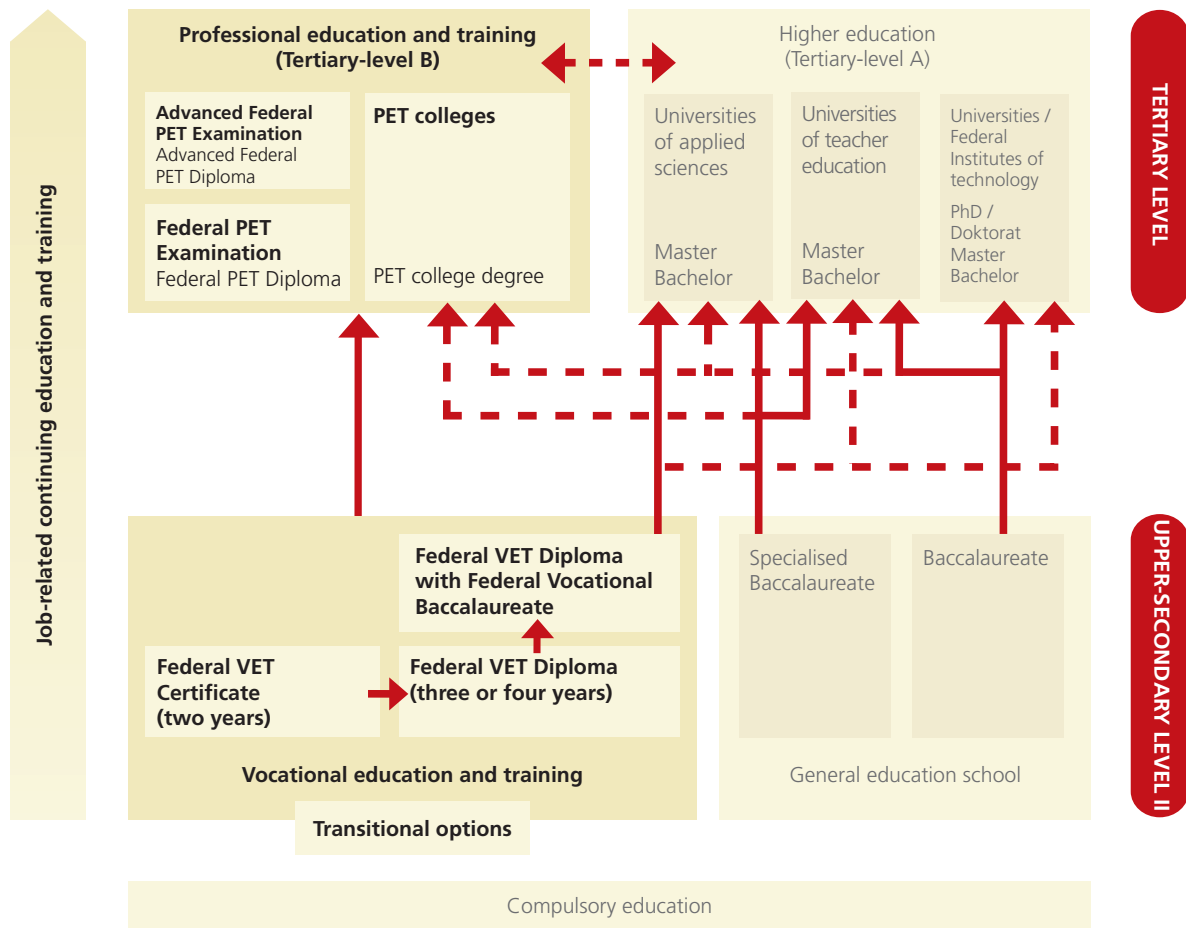 Professional education and training
(Tertiary-level B)
Higher education
(Tertiary-level A)
Advanced Federal
PET Examination
Advanced Federal
PET Diploma
Federal PET
Examination
Federal PET Diploma
PET colleges
PET college degree
Universities
of applied
sciences
Master
Bachelor
Universities
of teacher
education
Master
Bachelor
Universities /
Federal
Institutes of
technology
PhD /
Doktorat
Master
Bachelor
TERTIARY LEVEL
Job-related continuing education and training
Federal VET Diploma
with Federal Vocational
Baccalaureate
Federal VET
Certificate
(two years)
Federal VET Diploma
(three or four years)
Vocational education and training
Transitional options
Specialised
Baccalaureate
Baccalaureate
General education school
UPPER-SECONDARY LEVEL II
Compulsory education